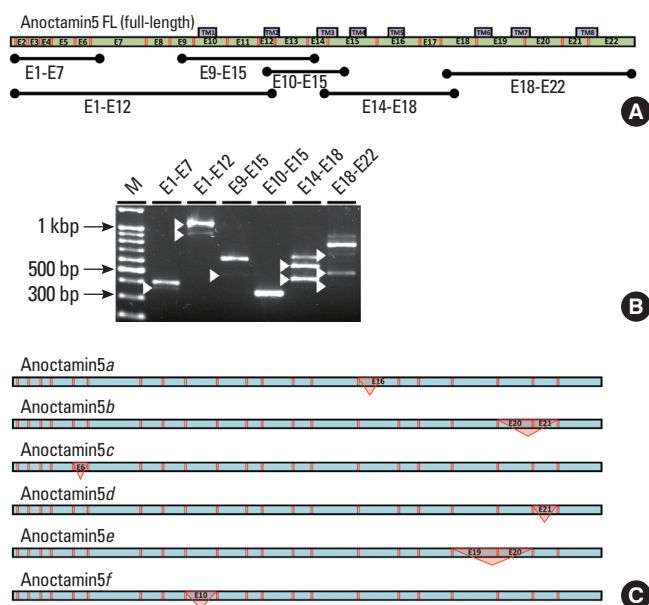 Anoctamin5 FL (full-length)
TM1 TM2 TM3 TM4 TM5 TM6 TM7 TM8
E2 E3 E4 E5 E6 E7 E8 E9 E10 E11 E12 E13 E14 E15 E16 E17 E18 E19 E20 E21 E22
E1-E7 E9-E15 E10-E15 E18-E22
E1-E12 E14-E18
A
M E1-E7 E1-E12 E9-E15 E10-E15 E14-E18 E18-E22
1 kbp
500 bp
300 bp
B
Anoctamin5a
E16
Anoctamin5b
E20 E21
Anoctamin5c
E6
Anoctamin5d
E21
Anoctamin5e
E19 E20
Anoctamin5f
E10
C